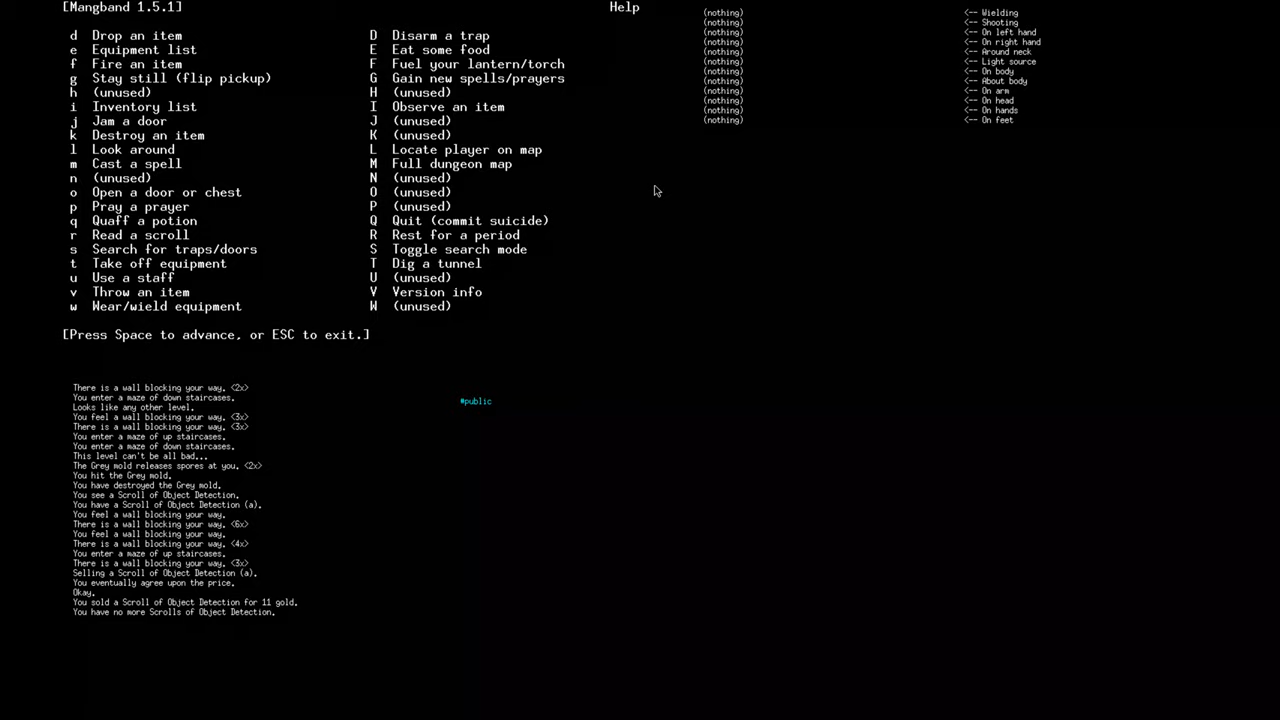 [Mangband 1.5.1] Help
d Drop an item D Disarm a trap
e Equipment list E Eat some food
f Fire an item F Fuel your lantern/torch
g Stay still (flip pickup) G Gain new spells/prayers
h (unused) H (unused)
i Inventory list I Observe an item
j Jam a door J (unused)
k Destroy an item K (unused)
l Look around L Locate player on map
m Cast a spell M Full dungeon map
n (unused) N (unused)
o Open a door or chest O (unused)
p Pray a prayer P (unused)
q Quaff a potion Q Quit (commit suicide)
r Read a scroll R Rest for a period
s Search for traps/doors S Toggle search mode
t Take off equipment T Dig a tunnel
u Use a staff U (unused)
v Throw an item V Version info
w Wear/wield equipment W (unused)
[Press Space to advance, or ESC to exit.]
(nothing) <-- Wielding
(nothing) <-- Shooting
(nothing) <-- On left hand
(nothing) <-- On right hand
(nothing) <-- Around neck
(nothing) <-- Light source
(nothing) <-- On body
(nothing) <-- About body
(nothing) <-- On arm
(nothing) <-- On head
(nothing) <-- On hands
(nothing) <-- On feet
There is a wall blocking your way. <2x>
You enter a maze of down staircases.
Looks like any other level.
You feel a wall blocking your way. <3x>
There is a wall blocking your way. <3x>
You enter a maze of up staircases.
You enter a maze of down staircases.
This level can't be all bad...
The Grey mold releases spores at you. <2x>
You hit the Grey mold.
You have destroyed the Grey mold.
You see a Scroll of Object Detection.
You have a Scroll of Object Detection (a).
You feel a wall blocking your way.
There is a wall blocking your way. <6x>
You feel a wall blocking your way.
There is a wall blocking your way. <4x>
You enter a maze of up staircases.
There is a wall blocking your way. <3x>
Selling a Scroll of Object Detection (a).
You eventually agree upon the price.
Okay.
You sold a Scroll of Object Detection for 11 gold.
You have no more Scrolls of Object Detection.
#public